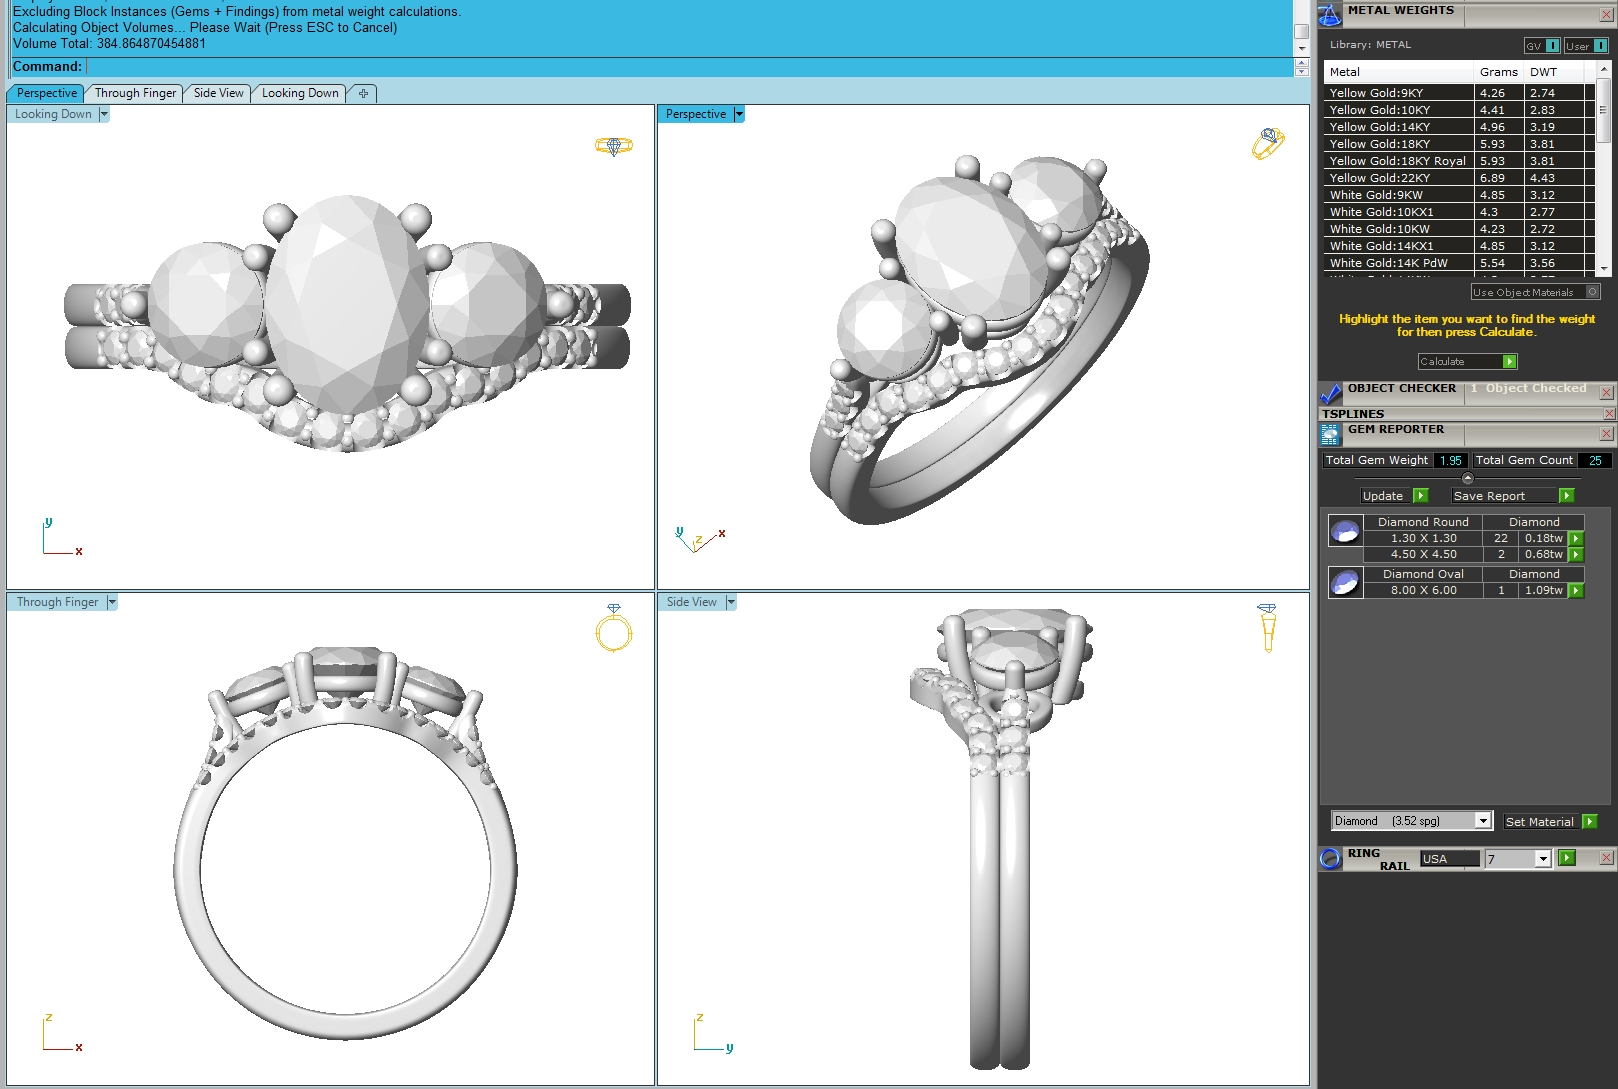 Excluding Block Instances (Gems + Findings) from metal weight calculations.
Calculating Object Volumes... Please Wait (Press ESC to Cancel)
Volume Total: 384.864870454881
Command:
Perspective Through Finger Side View Looking Down
Looking Down
Perspective
y
x
y
z
x
Through Finger
Side View
z
x
z
y
METAL WEIGHTS
Library: METAL GV I User I
Metal Grams DWT
Yellow Gold:9KY 4.26 2.74
Yellow Gold:10KY 4.41 2.83
Yellow Gold:14KY 4.96 3.19
Yellow Gold:18KY 5.93 3.81
Yellow Gold:18KY Royal 5.93 3.81
Yellow Gold:22KY 6.89 4.43
White Gold:9KW 4.85 3.12
White Gold:10KX1 4.3 2.77
White Gold:10KW 4.23 2.72
White Gold:14KX1 4.85 3.12
White Gold:14K PdW 5.54 3.56
Use Object Materials
Highlight the item you want to find the weight
for then press Calculate.
Calculate
OBJECT CHECKER 1 Object Checked
TSPLINES
GEM REPORTER
Total Gem Weight 1.95 Total Gem Count 25
Update Save Report
Diamond Round Diamond
1.30 X 1.30 22 0.18tw
4.50 X 4.50 2 0.68tw
Diamond Oval Diamond
8.00 X 6.00 1 1.09tw
Diamond (3.52 spg) Set Material
RING RAIL USA 7